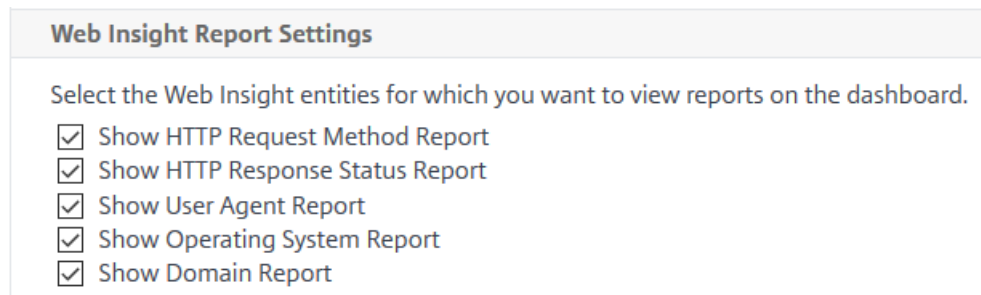 Web Insight Report Settings
Select the Web Insight entities for which you want to view reports on the dashboard.
Show HTTP Request Method Report
Show HTTP Response Status Report
Show User Agent Report
Show Operating System Report
Show Domain Report